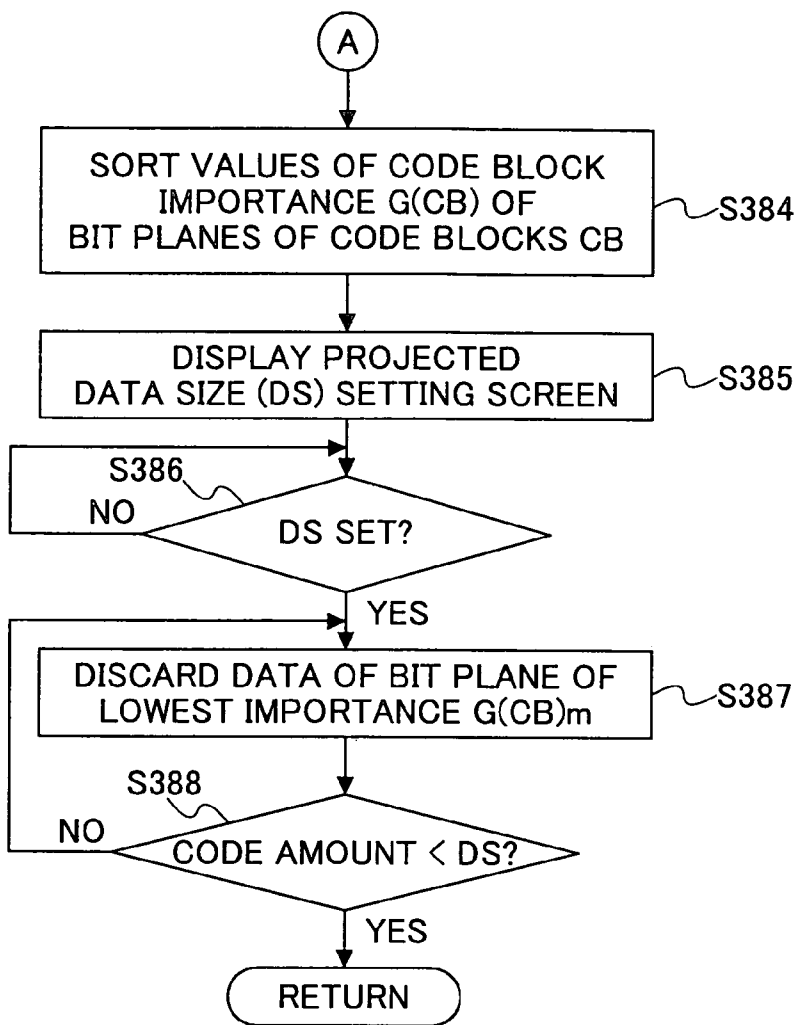 A
SORT VALUES OF CODE BLOCK
IMPORTANCE G(CB) OF
BIT PLANES OF CODE BLOCKS CB
S384
DISPLAY PROJECTED
DATA SIZE (DS) SETTING SCREEN
S385
S386
NO
DS SET?
YES
DISCARD DATA OF BIT PLANE OF
LOWEST IMPORTANCE G(CB)m
S387
S388
NO
CODE AMOUNT < DS?
YES
RETURN